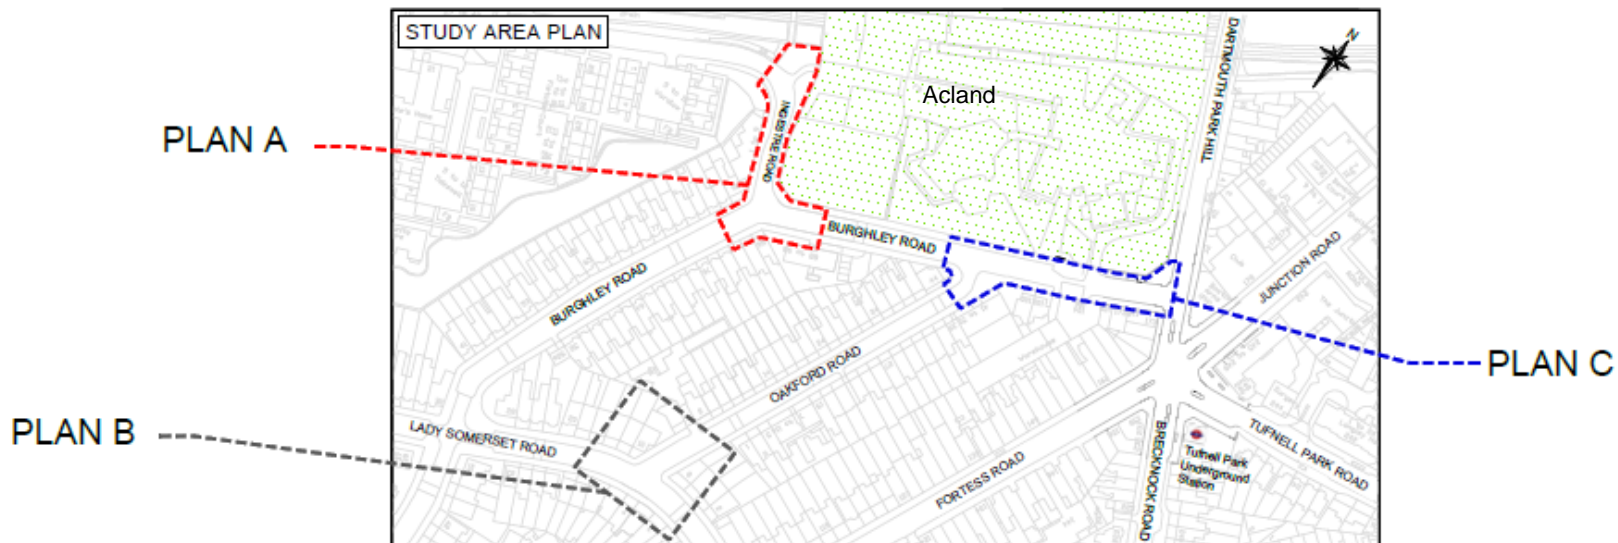 STUDY AREA PLAN
N
DARTMOUTH PARK HILL
Acland
PLAN A
INGESTRE ROAD
BURGHLEY ROAD
JUNCTION ROAD
BURGHLEY ROAD
PLAN C
OAKFORD ROAD
PLAN B
LADY SOMERSET ROAD
TUFNELL PARK ROAD
BRECKNOCK ROAD
Tufnell Park
Underground
Station
FORTESS ROAD